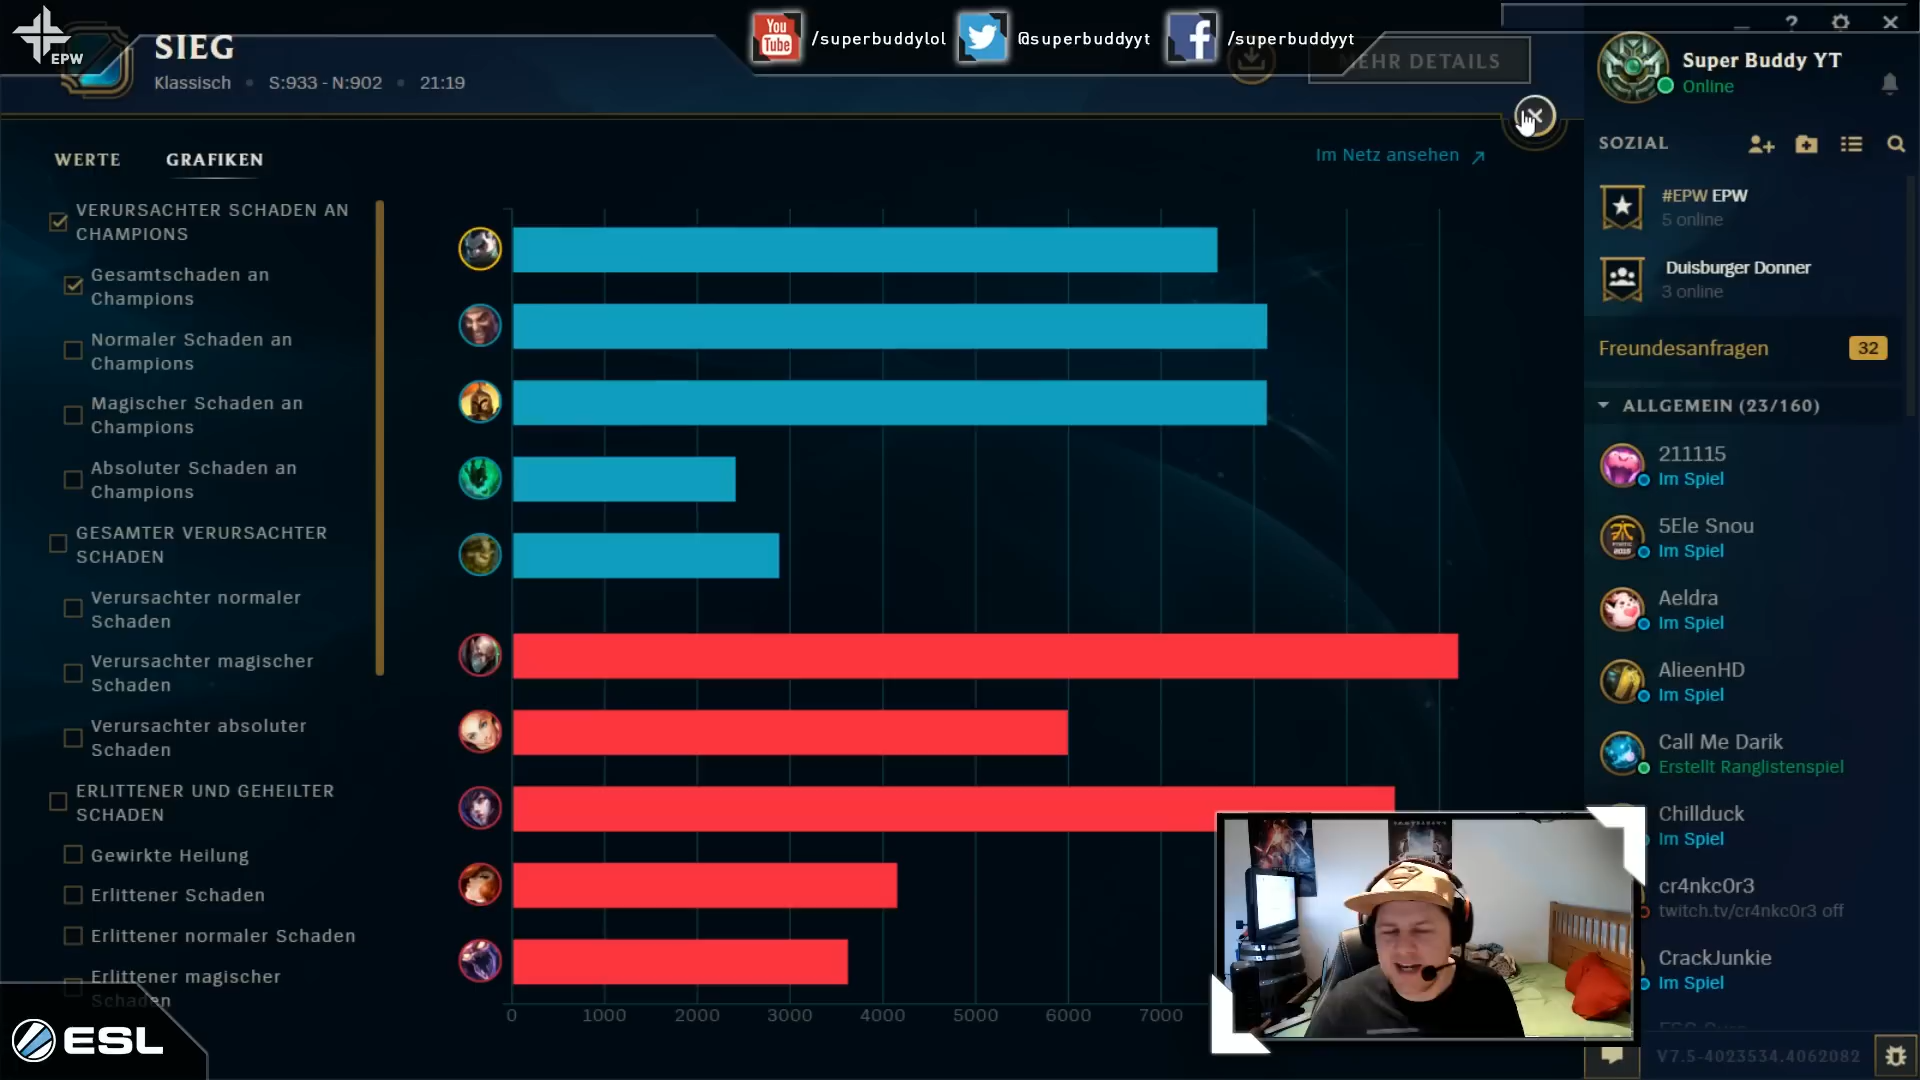 EPW
SIEG
Klassisch • S:933 - N:902 • 21:19
You
Tube
/superbuddylol
@superbuddyyt
/superbuddyyt
EHR DETAILS
Super Buddy YT
Online
WERTE
GRAFIKEN
Im Netz ansehen
VERURSACHTER SCHADEN AN
CHAMPIONS
Gesamtschaden an
Champions
Normaler Schaden an
Champions
Magischer Schaden an
Champions
Absoluter Schaden an
Champions
GESAMTER VERURSACHTER
SCHADEN
Verursachter normaler
Schaden
Verursachter magischer
Schaden
Verursachter absoluter
Schaden
ERLITTENER UND GEHEILTER
SCHADEN
Gewirkte Heilung
Erlittener Schaden
Erlittener normaler Schaden
Erlittener magischer
Schaden
0 1000 2000 3000 4000 5000 6000 7000
ESL
SOZIAL
#EPW EPW
5 online
Duisburger Donner
3 online
Freundesanfragen
32
ALLGEMEIN (23/160)
211115
Im Spiel
5Ele Snou
Im Spiel
Aeldra
Im Spiel
AlieenHD
Im Spiel
Call Me Darik
Erstellt Ranglistenspiel
Chillduck
Im Spiel
cr4nkc0r3
twitch.tv/cr4nkc0r3 off
CrackJunkie
Im Spiel
V7.5-4023534.4062082